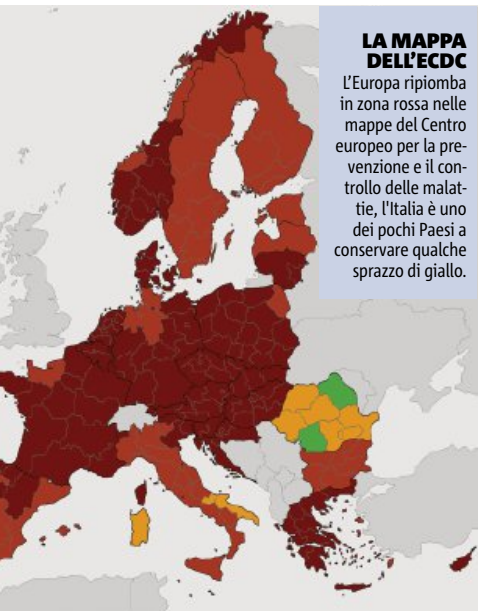 LA MAPPA
DELL'ECDC
L'Europa ripiomba
in zona rossa nelle
mappe del Centro
europeo per la pre-
venzione e il con-
trollo delle malat-
tie, l'Italia è uno
dei pochi Paesi a
conservare qualche
sprazzo di giallo.